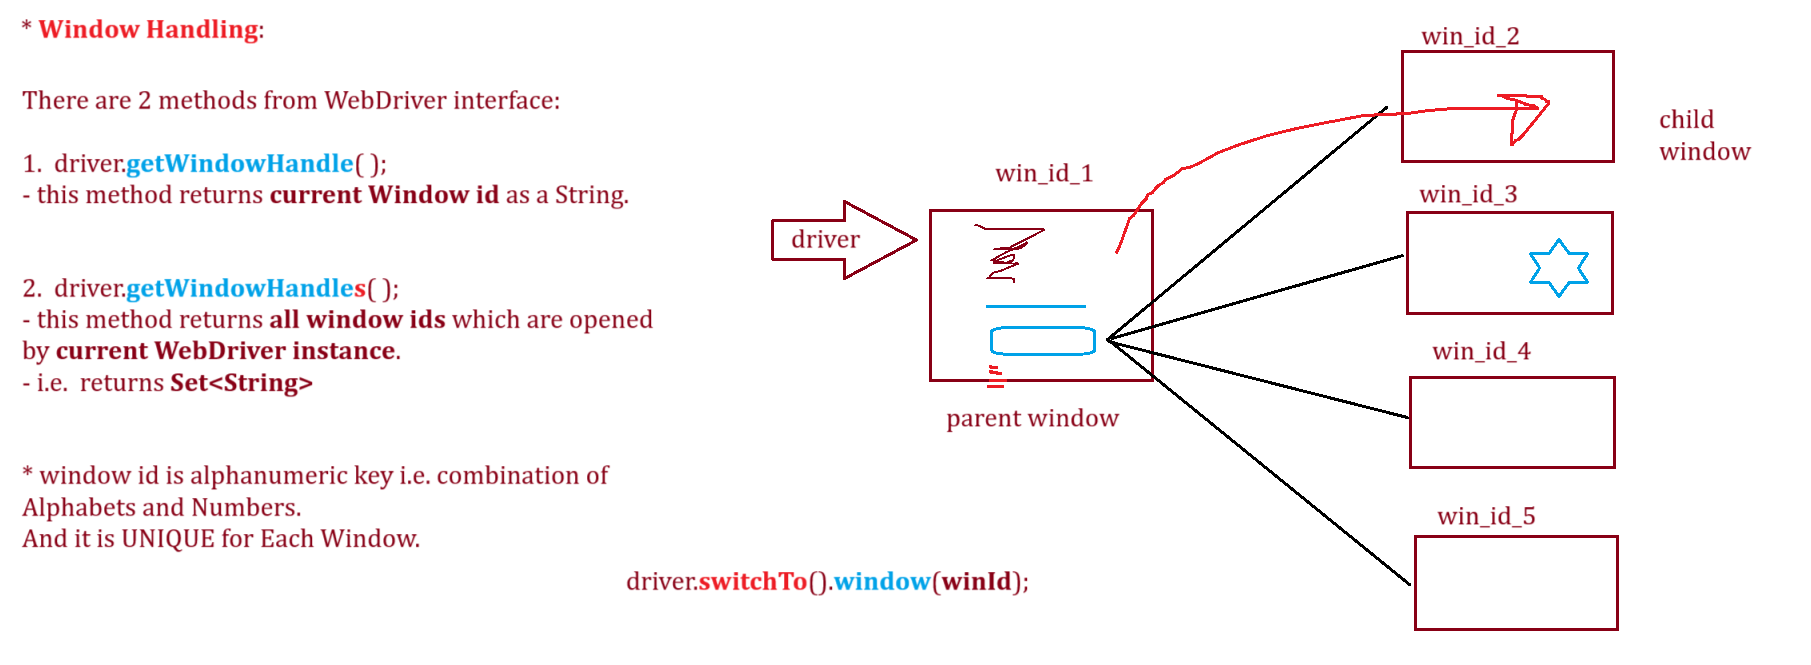 * Window Handling:
There are 2 methods from WebDriver interface:
1.  driver.getWindowHandle( );
- this method returns current Window id as a String.
2.  driver.getWindowHandles( );
- this method returns all window ids which are opened
by current WebDriver instance.
- i.e.  returns Set<String>
* window id is alphanumeric key i.e. combination of
Alphabets and Numbers.
And it is UNIQUE for Each Window.
driver.switchTo().window(winId);
driver
win_id_1
parent window
win_id_2
child
window
win_id_3
win_id_4
win_id_5